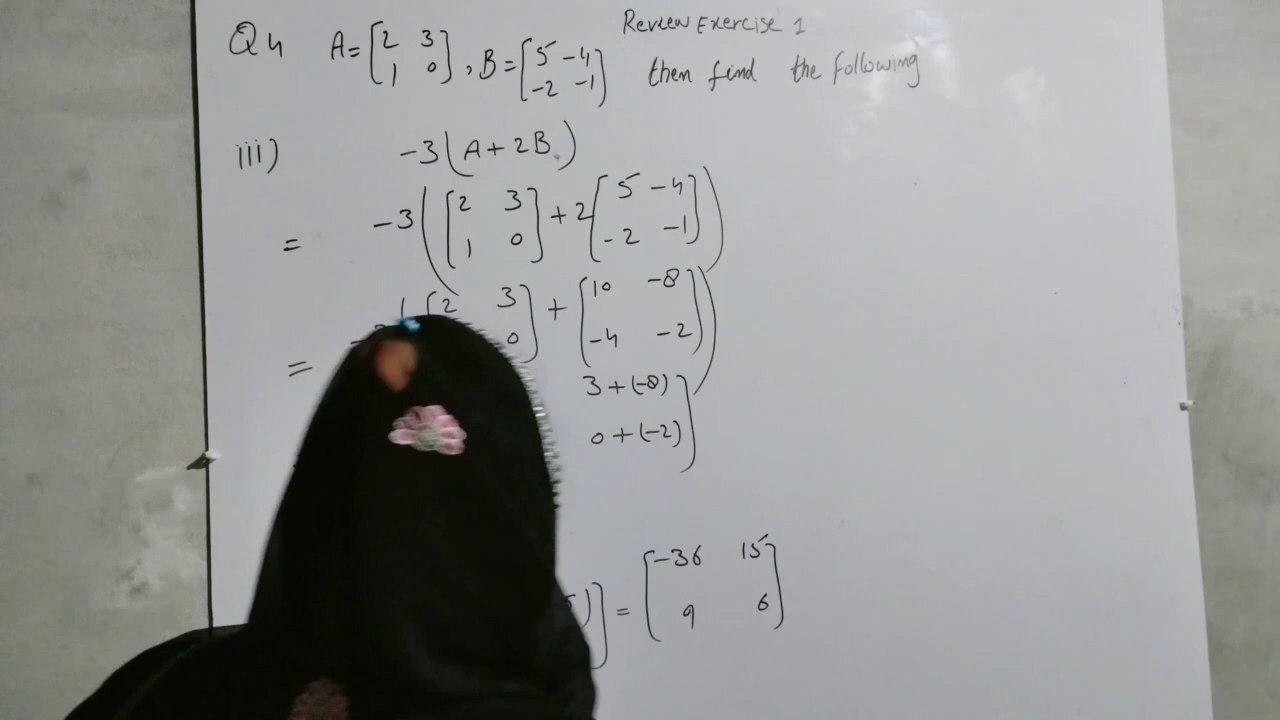 Review Exercise 1
Q4 A=[2 3], B=[5 -4] then find the following
[1 0] [-2 -1]
iii) -3(A+2B)
= -3([2 3]+2[5 -4])
[1 0] [-2 -1]
[2 3]+[10 -8])
= 0] [-4 -2]
3+(-8)]
0+(-2)]
)]=[-36 15]
[9 6]